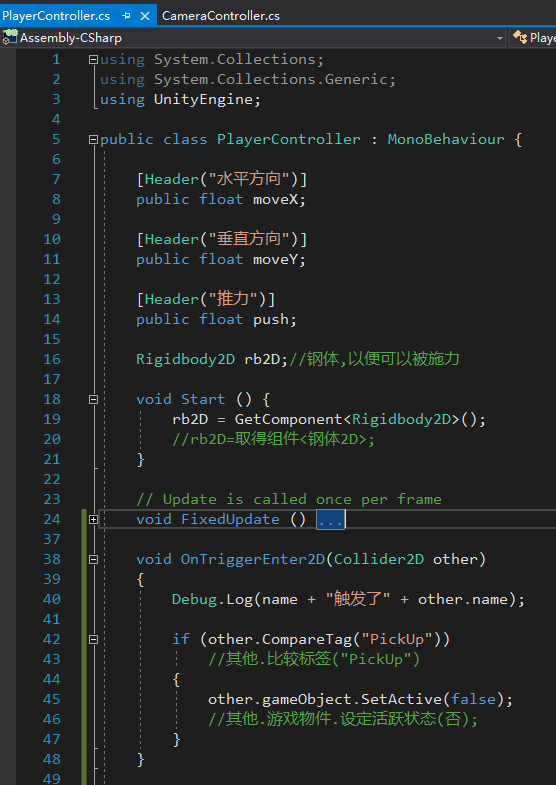 PlayerController.cs CameraController.cs
Assembly-CSharp Playe
1 using System.Collections;
2 using System.Collections.Generic;
3 using UnityEngine;
4
5 public class PlayerController : MonoBehaviour {
6
7 [Header("水平方向")]
8 public float moveX;
9
10 [Header("垂直方向")]
11 public float moveY;
12
13 [Header("推力")]
14 public float push;
15
16 Rigidbody2D rb2D;//钢体,以便可以被施力
17
18 void Start () {
19 rb2D = GetComponent<Rigidbody2D>();
20 //rb2D=取得组件<钢体2D>;
21 }
22
23 // Update is called once per frame
24 void FixedUpdate () ...
37
38 void OnTriggerEnter2D(Collider2D other)
39 {
40 Debug.Log(name + "触发了" + other.name);
41
42 if (other.CompareTag("PickUp"))
43 //其他.比较标签("PickUp")
44 {
45 other.gameObject.SetActive(false);
46 //其他.游戏物件.设定活跃状态(否);
47 }
48 }
49